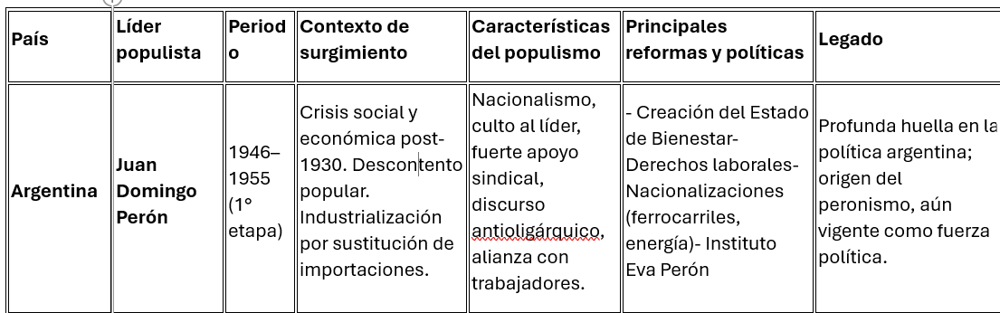 País
Líder
populista
Period
o
Contexto de
surgimiento
Características
del populismo
Principales
reformas y políticas
Legado
Argentina
Juan
Domingo
Perón
1946–
1955
(1°
etapa)
Crisis social y
económica post-
1930. Descontento
popular.
Industrialización
por sustitución de
importaciones.
Nacionalismo,
culto al líder,
fuerte apoyo
sindical,
discurso
antioligárquico,
alianza con
trabajadores.
- Creación del Estado
de Bienestar-
Derechos laborales-
Nacionalizaciones
(ferrocarriles,
energía)- Instituto
Eva Perón
Profunda huella en la
política argentina;
origen del
peronismo, aún
vigente como fuerza
política.